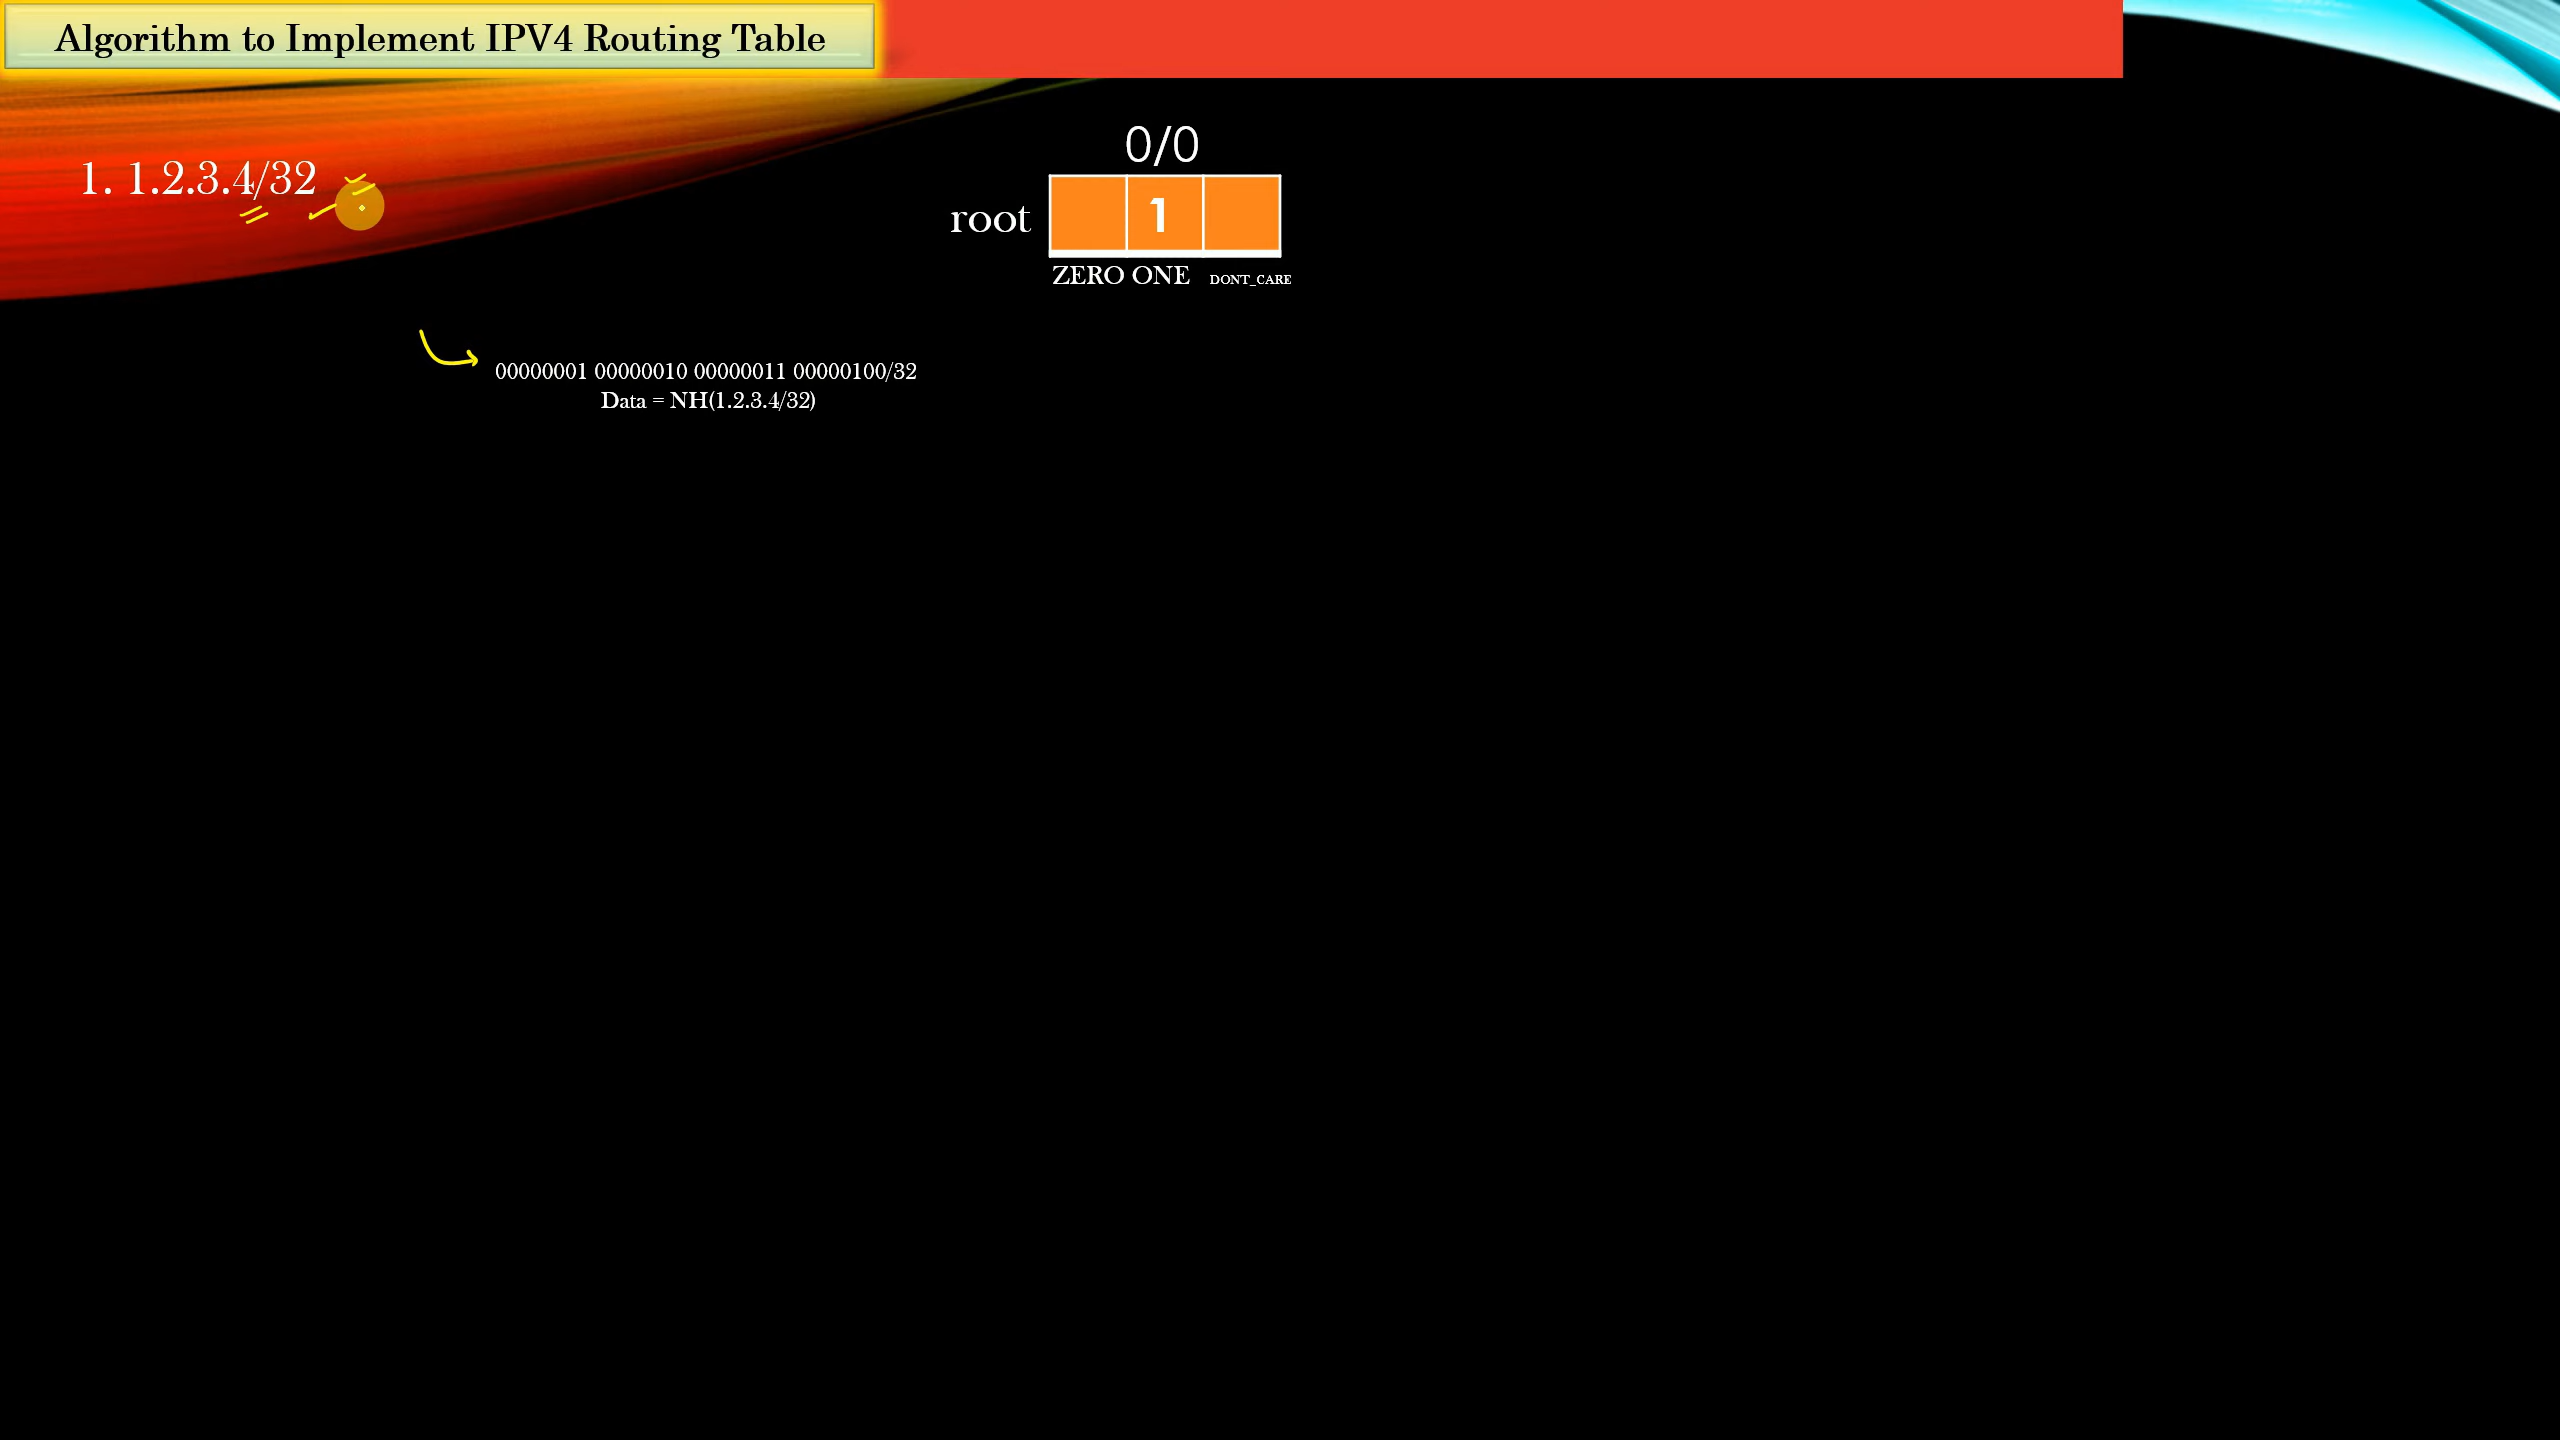 Algorithm to Implement IPV4 Routing Table
1. 1.2.3.4/32
0/0
root
1
ZERO ONE DONT_CARE
00000001 00000010 00000011 00000100/32
Data = NH(1.2.3.4/32)